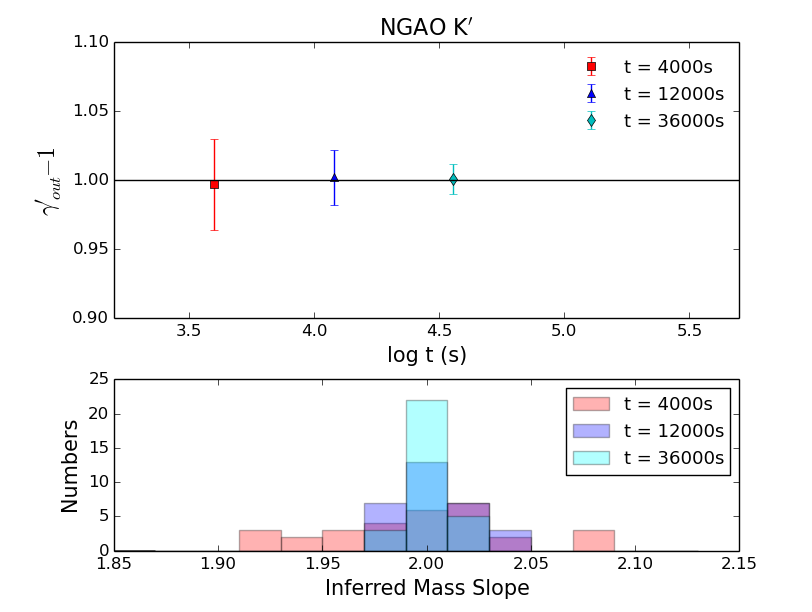 NGAO K′
1.10
1.05
1.00
0.95
0.90
γ′out−1
t = 4000s
t = 12000s
t = 36000s
3.5 4.0 4.5 5.0 5.5
log t (s)
25
20
15
10
5
0
Numbers
t = 4000s
t = 12000s
t = 36000s
1.85 1.90 1.95 2.00 2.05 2.10 2.15
Inferred Mass Slope